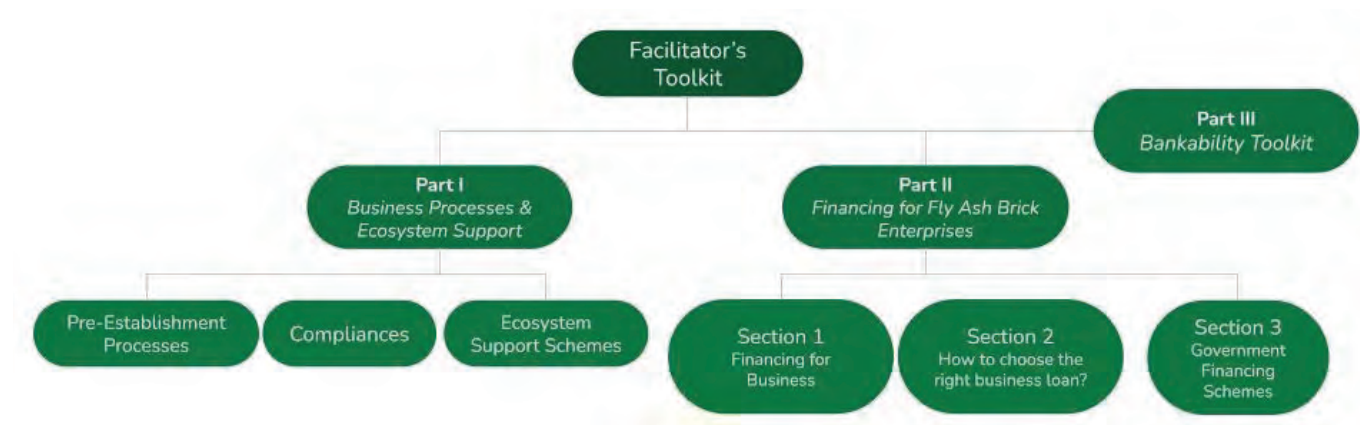 Facilitator's
Toolkit
Part III
Bankability Toolkit
Part I
Business Processes &
Ecosystem Support
Part II
Financing for Fly Ash Brick
Enterprises
Pre-Establishment
Processes
Compliances
Ecosystem
Support Schemes
Section 1
Financing for
Business
Section 2
How to choose the
right business loan?
Section 3
Government
Financing
Schemes